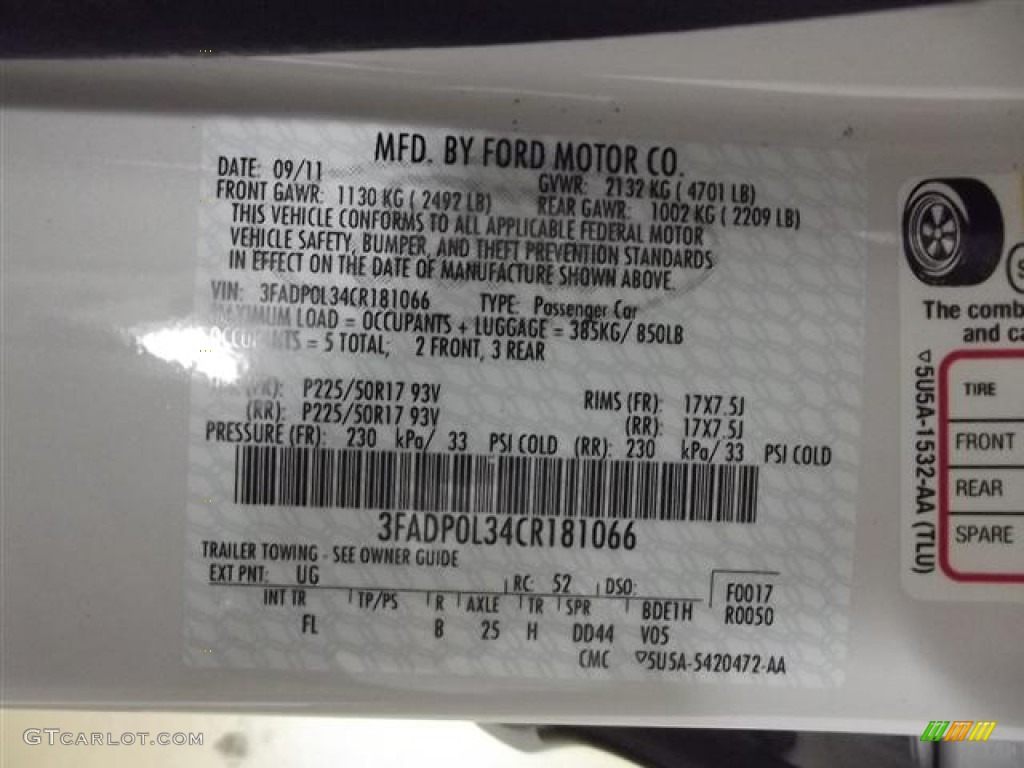 MFD. BY FORD MOTOR CO.
DATE: 09/11 GVWR: 2132 KG ( 4701 LB)
FRONT GAWR: 1130 KG ( 2492 LB) REAR GAWR: 1002 KG ( 2209 LB)
THIS VEHICLE CONFORMS TO ALL APPLICABLE FEDERAL MOTOR
VEHICLE SAFETY, BUMPER, AND THEFT PREVENTION STANDARDS
IN EFFECT ON THE DATE OF MANUFACTURE SHOWN ABOVE.
VIN: 3FADP0L34CR181066 TYPE: Passenger Car
MAXIMUM LOAD = OCCUPANTS + LUGGAGE = 385KG/ 850LB
OCCUPANTS = 5 TOTAL; 2 FRONT, 3 REAR
P225/50R17 93V RIMS (FR): 17X7.5J
(RR): P225/50R17 93V (RR): 17X7.5J
PRESSURE (FR): 230 kPa/ 33 PSI COLD (RR): 230 kPa/ 33 PSI COLD
3FADP0L34CR181066
TRAILER TOWING - SEE OWNER GUIDE
EXT PNT: UG RC: 52 DSO: F0017
INT TR TP/PS R AXLE TR SPR BDE1H R0050
FL B 25 H DD44 V05
CMC ▽5U5A-5420472-AA
The comb
and ca
▽5U5A-1532-AA (TLU)
TIRE
FRONT
REAR
SPARE
GTCARLOT.COM